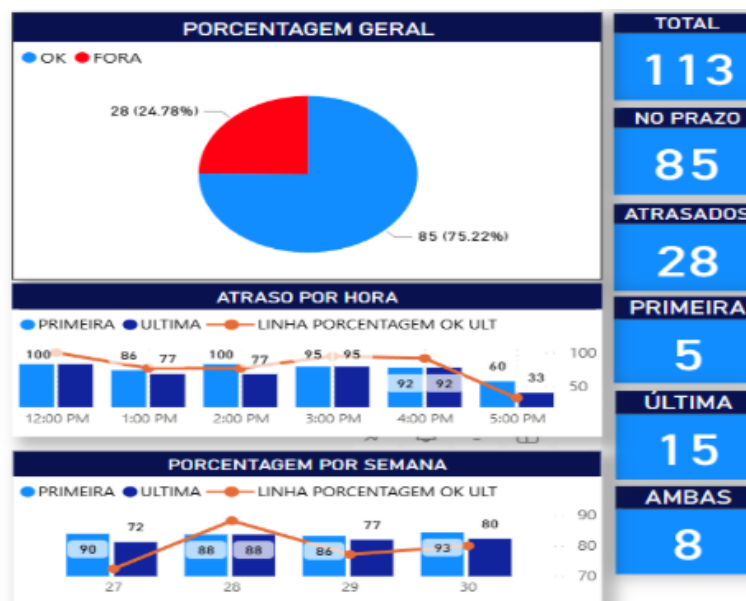 PORCENTAGEM GERAL
OK FORA
28 (24.78%)
85 (75.22%)
TOTAL
113
NO PRAZO
85
ATRASADOS
28
PRIMEIRA
5
ÚLTIMA
15
AMBAS
8
ATRASO POR HORA
PRIMEIRA ULTIMA LINHA PORCENTAGEM OK ULT
100 86 77 100 77 95 95 92 92 60 33
100
50
12:00 PM 1:00 PM 2:00 PM 3:00 PM 4:00 PM 5:00 PM
PORCENTAGEM POR SEMANA
PRIMEIRA ULTIMA LINHA PORCENTAGEM OK ULT
90 72 88 88 86 77 93 80
90
80
70
27 28 29 30